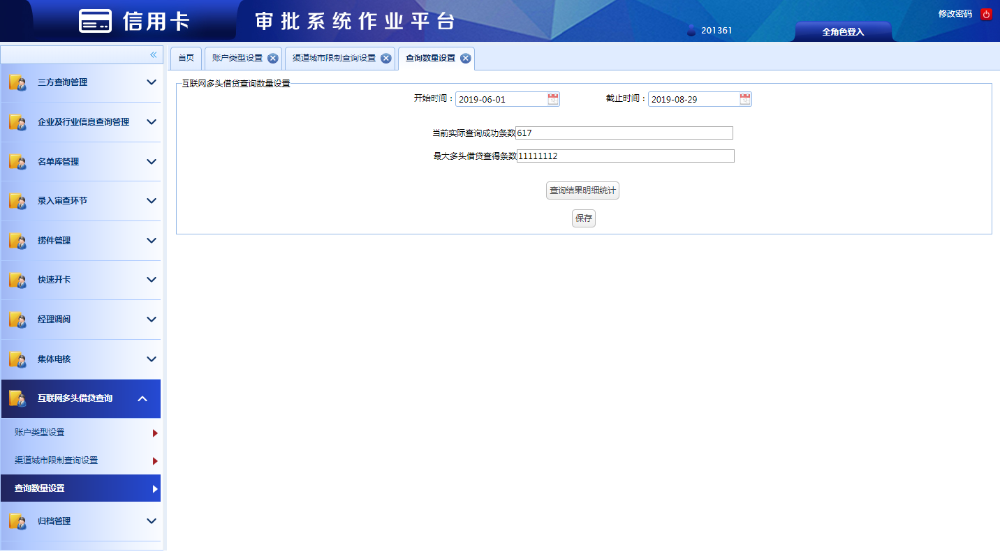 信用卡 审批系统作业平台
修改密码
201361
全角色登入
«
首页 账户类型设置 渠道城市限制查询设置 查询数量设置
三方查询管理
企业及行业信息查询管理
名单库管理
录入审查环节
捞件管理
快速开卡
经理调阅
集体电核
互联网多头借贷查询
账户类型设置
渠道城市限制查询设置
查询数量设置
归档管理
互联网多头借贷查询数量设置
开始时间：2019-06-01 截止时间：2019-08-29
当前实际查询成功条数617
最大多头借贷查得条数11111112
查询结果明细统计
保存